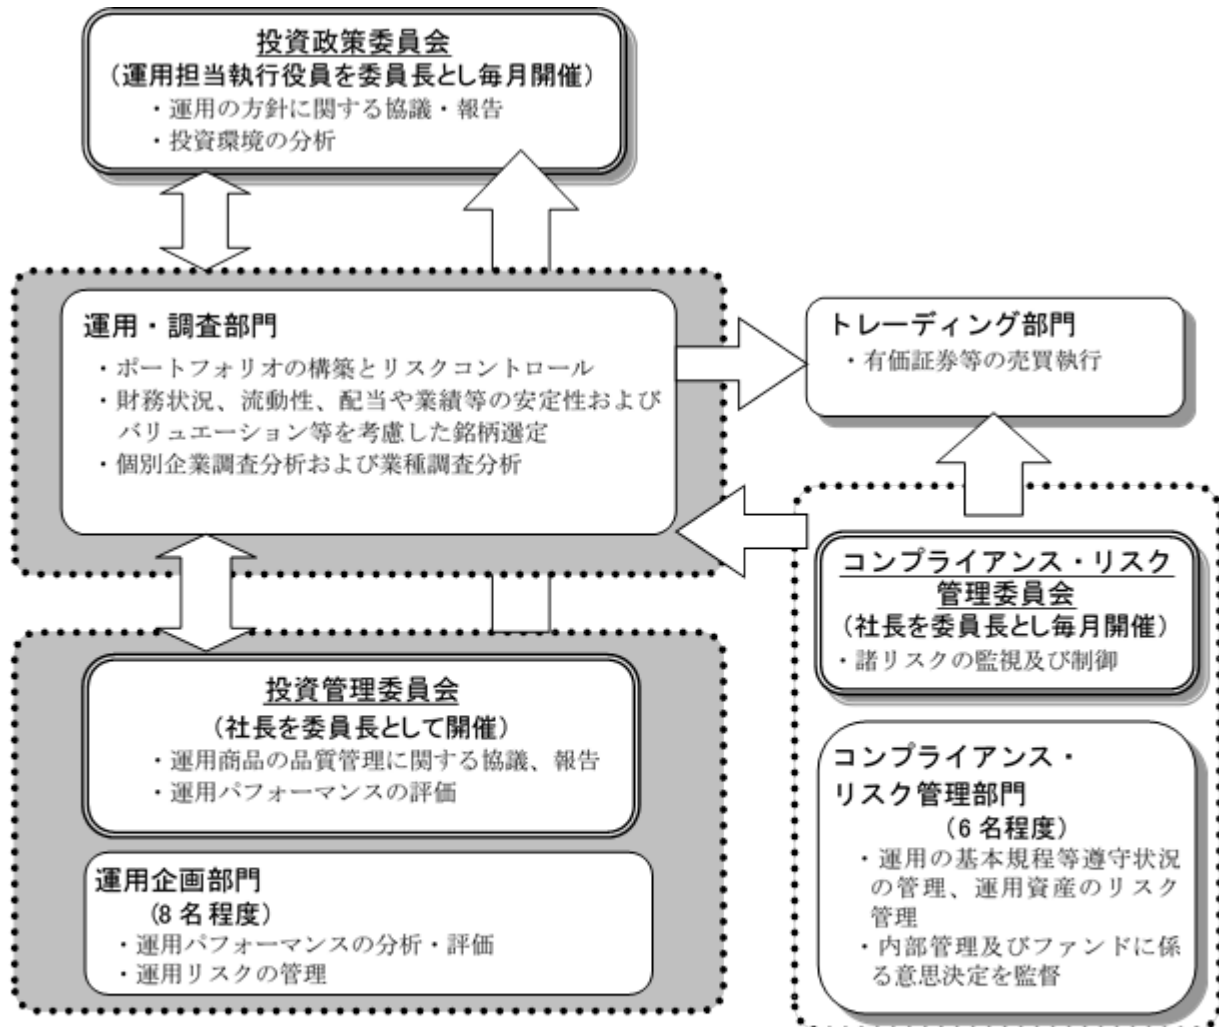 投資政策委員会
(運用担当執行役員を委員長とし毎月開催)
・運用の方針に関する協議・報告
・投資環境の分析
運用・調査部門
・ポートフォリオの構築とリスクコントロール
・財務状況、流動性、配当や業績等の安定性および
バリュエーション等を考慮した銘柄選定
・個別企業調査分析および業種調査分析
トレーディング部門
・有価証券等の売買執行
投資管理委員会
(社長を委員長として開催)
・運用商品の品質管理に関する協議、報告
・運用パフォーマンスの評価
運用企画部門
(8名程度)
・運用パフォーマンスの分析・評価
・運用リスクの管理
コンプライアンス・リスク
管理委員会
(社長を委員長とし毎月開催)
・諸リスクの監視及び制御
コンプライアンス・
リスク管理部門
(6名程度)
・運用の基本規程等遵守状況
の管理、運用資産のリスク
管理
・内部管理及びファンドに係
る意思決定を監督